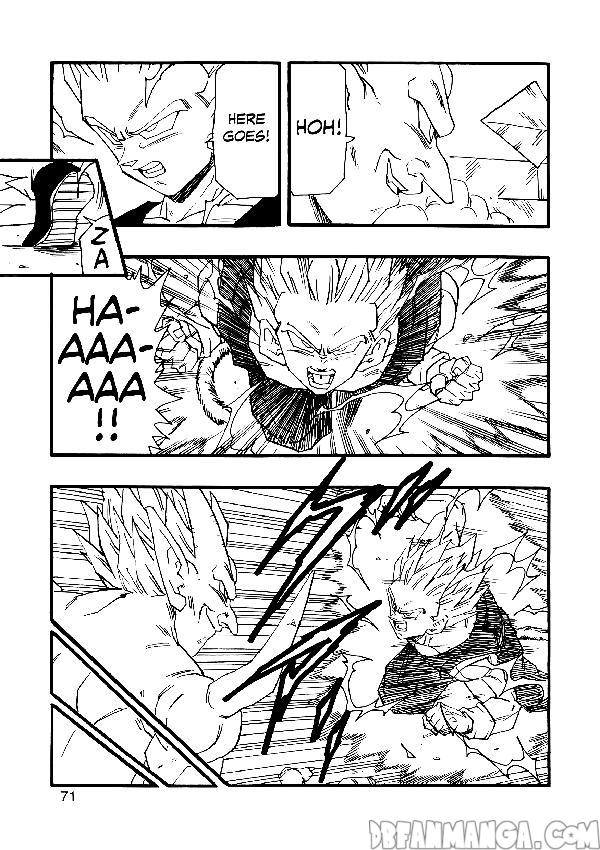 HOH!
HERE
GOES!
ZA
HA-
AAA-
AAA
!!
71
DBFANMANGA.COM